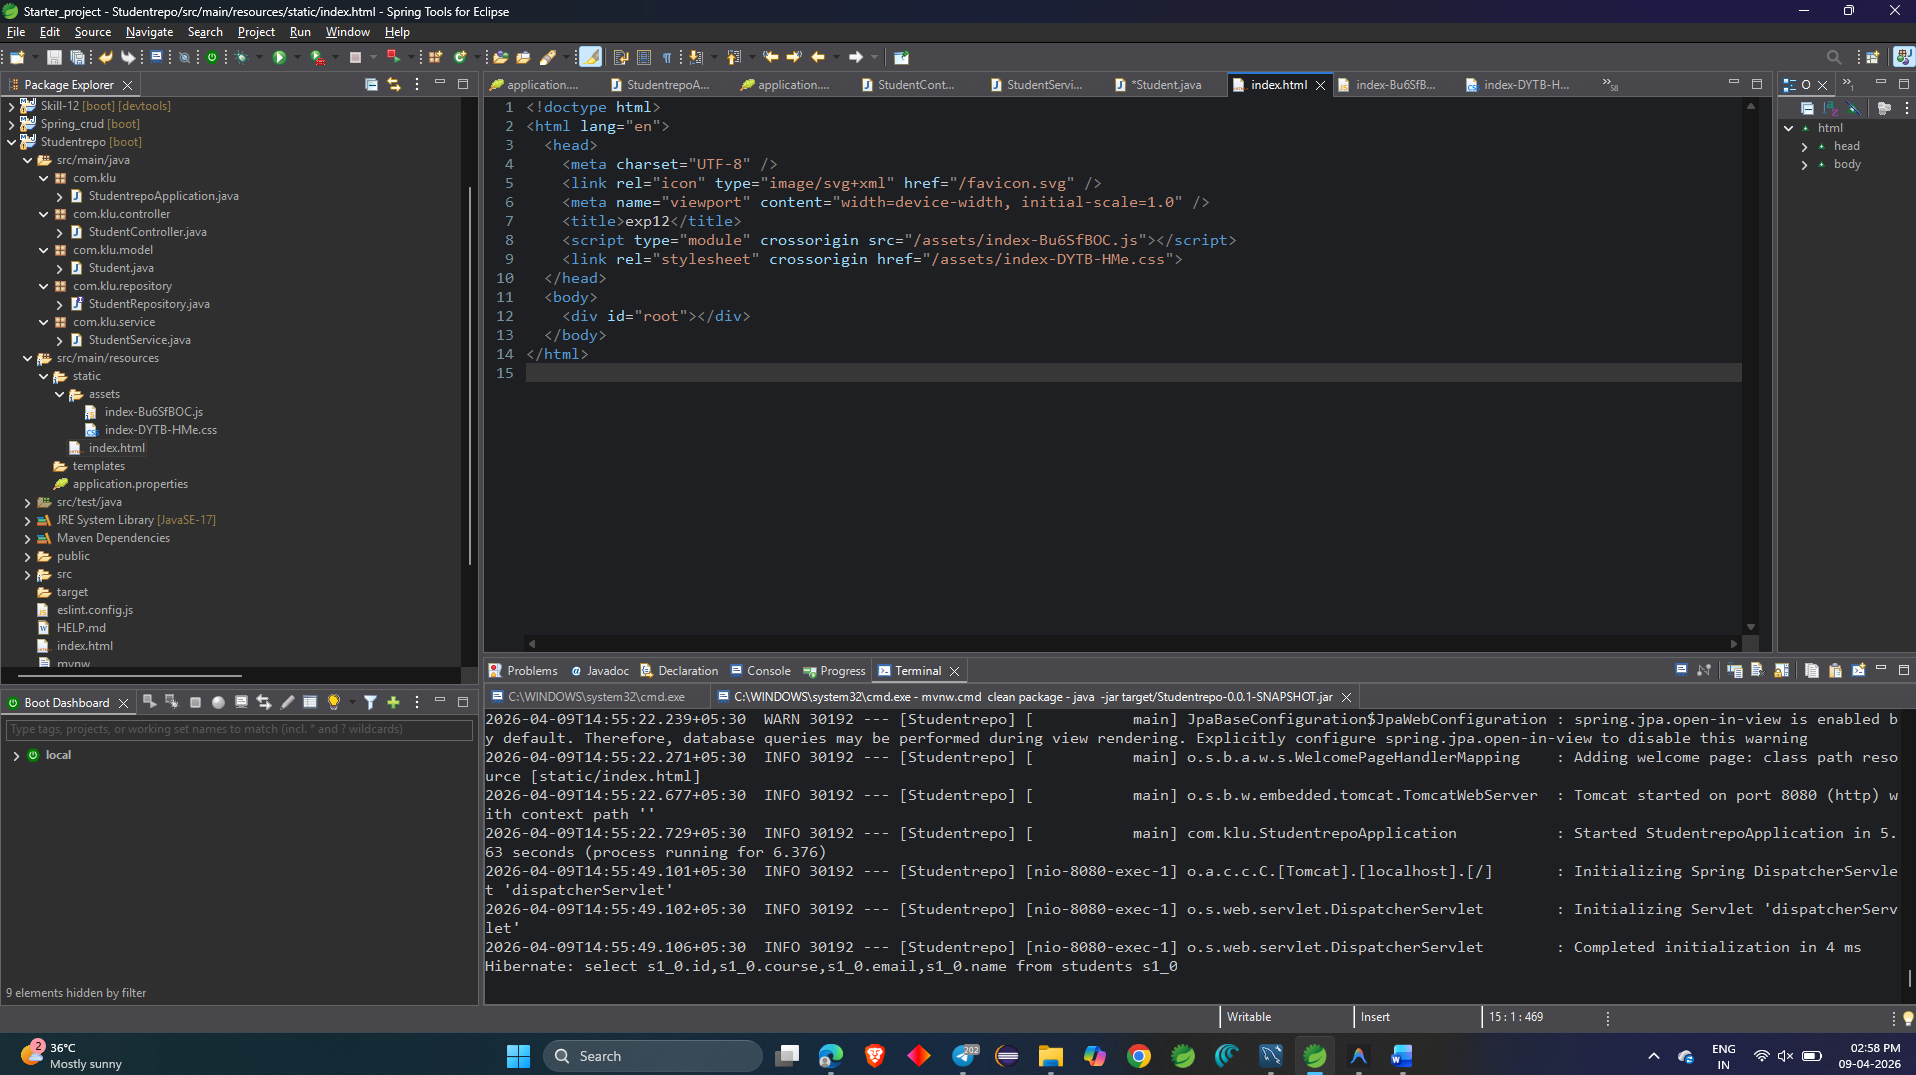 Starter_project - Studentrepo/src/main/resources/static/index.html - Spring Tools for Eclipse
File Edit Source Navigate Search Project Run Window Help
Package Explorer
Skill-12 [boot] [devtools]
Spring_crud [boot]
Studentrepo [boot]
src/main/java
com.klu
StudentrepoApplication.java
com.klu.controller
StudentController.java
com.klu.model
Student.java
com.klu.repository
StudentRepository.java
com.klu.service
StudentService.java
src/main/resources
static
assets
index-Bu6SfBOC.js
index-DYTB-HMe.css
index.html
templates
application.properties
src/test/java
JRE System Library [JavaSE-17]
Maven Dependencies
public
src
target
eslint.config.js
HELP.md
index.html
mvnw
application.... StudentrepoA... application.... StudentCont... StudentServi... *Student.java index.html index-Bu6SfB... index-DYTB-H... »58
1 <!doctype html>
2 <html lang="en">
3 <head>
4 <meta charset="UTF-8" />
5 <link rel="icon" type="image/svg+xml" href="/favicon.svg" />
6 <meta name="viewport" content="width=device-width, initial-scale=1.0" />
7 <title>exp12</title>
8 <script type="module" crossorigin src="/assets/index-Bu6SfBOC.js"></script>
9 <link rel="stylesheet" crossorigin href="/assets/index-DYTB-HMe.css">
10 </head>
11 <body>
12 <div id="root"></div>
13 </body>
14 </html>
15
O »1
html
head
body
Boot Dashboard
Type tags, projects, or working set names to match (incl. * and ? wildcards)
local
9 elements hidden by filter
Problems @ Javadoc Declaration Console Progress Terminal
C:\WINDOWS\system32\cmd.exe C:\WINDOWS\system32\cmd.exe - mvnw.cmd clean package - java -jar target/Studentrepo-0.0.1-SNAPSHOT.jar
2026-04-09T14:55:22.239+05:30 WARN 30192 --- [Studentrepo] [ main] JpaBaseConfiguration$JpaWebConfiguration : spring.jpa.open-in-view is enabled b
y default. Therefore, database queries may be performed during view rendering. Explicitly configure spring.jpa.open-in-view to disable this warning
2026-04-09T14:55:22.271+05:30 INFO 30192 --- [Studentrepo] [ main] o.s.b.a.w.s.WelcomePageHandlerMapping : Adding welcome page: class path reso
urce [static/index.html]
2026-04-09T14:55:22.677+05:30 INFO 30192 --- [Studentrepo] [ main] o.s.b.w.embedded.tomcat.TomcatWebServer : Tomcat started on port 8080 (http) w
ith context path ''
2026-04-09T14:55:22.729+05:30 INFO 30192 --- [Studentrepo] [ main] com.klu.StudentrepoApplication : Started StudentrepoApplication in 5.
63 seconds (process running for 6.376)
2026-04-09T14:55:49.101+05:30 INFO 30192 --- [Studentrepo] [nio-8080-exec-1] o.a.c.c.C.[Tomcat].[localhost].[/] : Initializing Spring DispatcherServle
t 'dispatcherServlet'
2026-04-09T14:55:49.102+05:30 INFO 30192 --- [Studentrepo] [nio-8080-exec-1] o.s.web.servlet.DispatcherServlet : Initializing Servlet 'dispatcherServ
let'
2026-04-09T14:55:49.106+05:30 INFO 30192 --- [Studentrepo] [nio-8080-exec-1] o.s.web.servlet.DispatcherServlet : Completed initialization in 4 ms
Hibernate: select s1_0.id,s1_0.course,s1_0.email,s1_0.name from students s1_0
Writable Insert 15 : 1 : 469
2
36°C
Mostly sunny
Search
202
ENG
IN
02:58 PM
09-04-2026